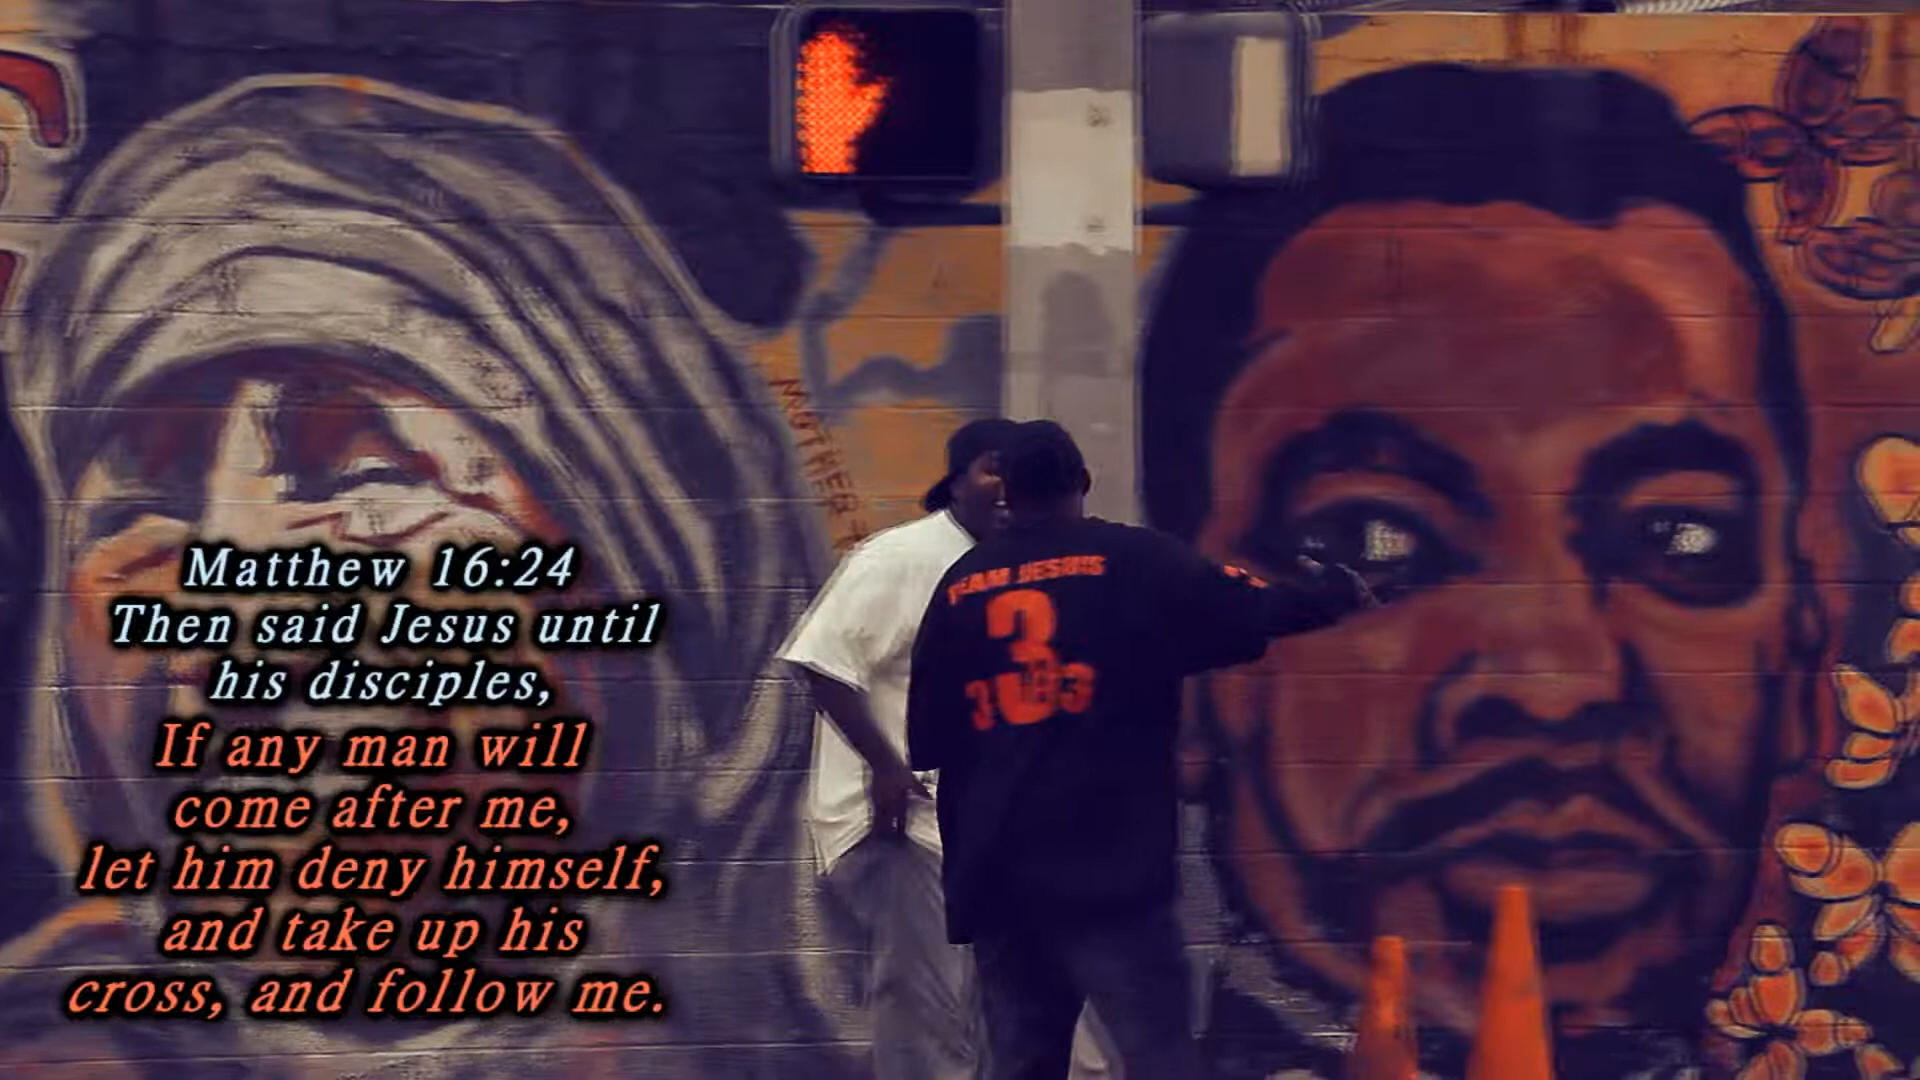 MOTHER
Matthew 16:24
Then said Jesus until
his disciples,
If any man will
come after me,
let him deny himself,
and take up his
cross, and follow me.
TEAM JESUS
3